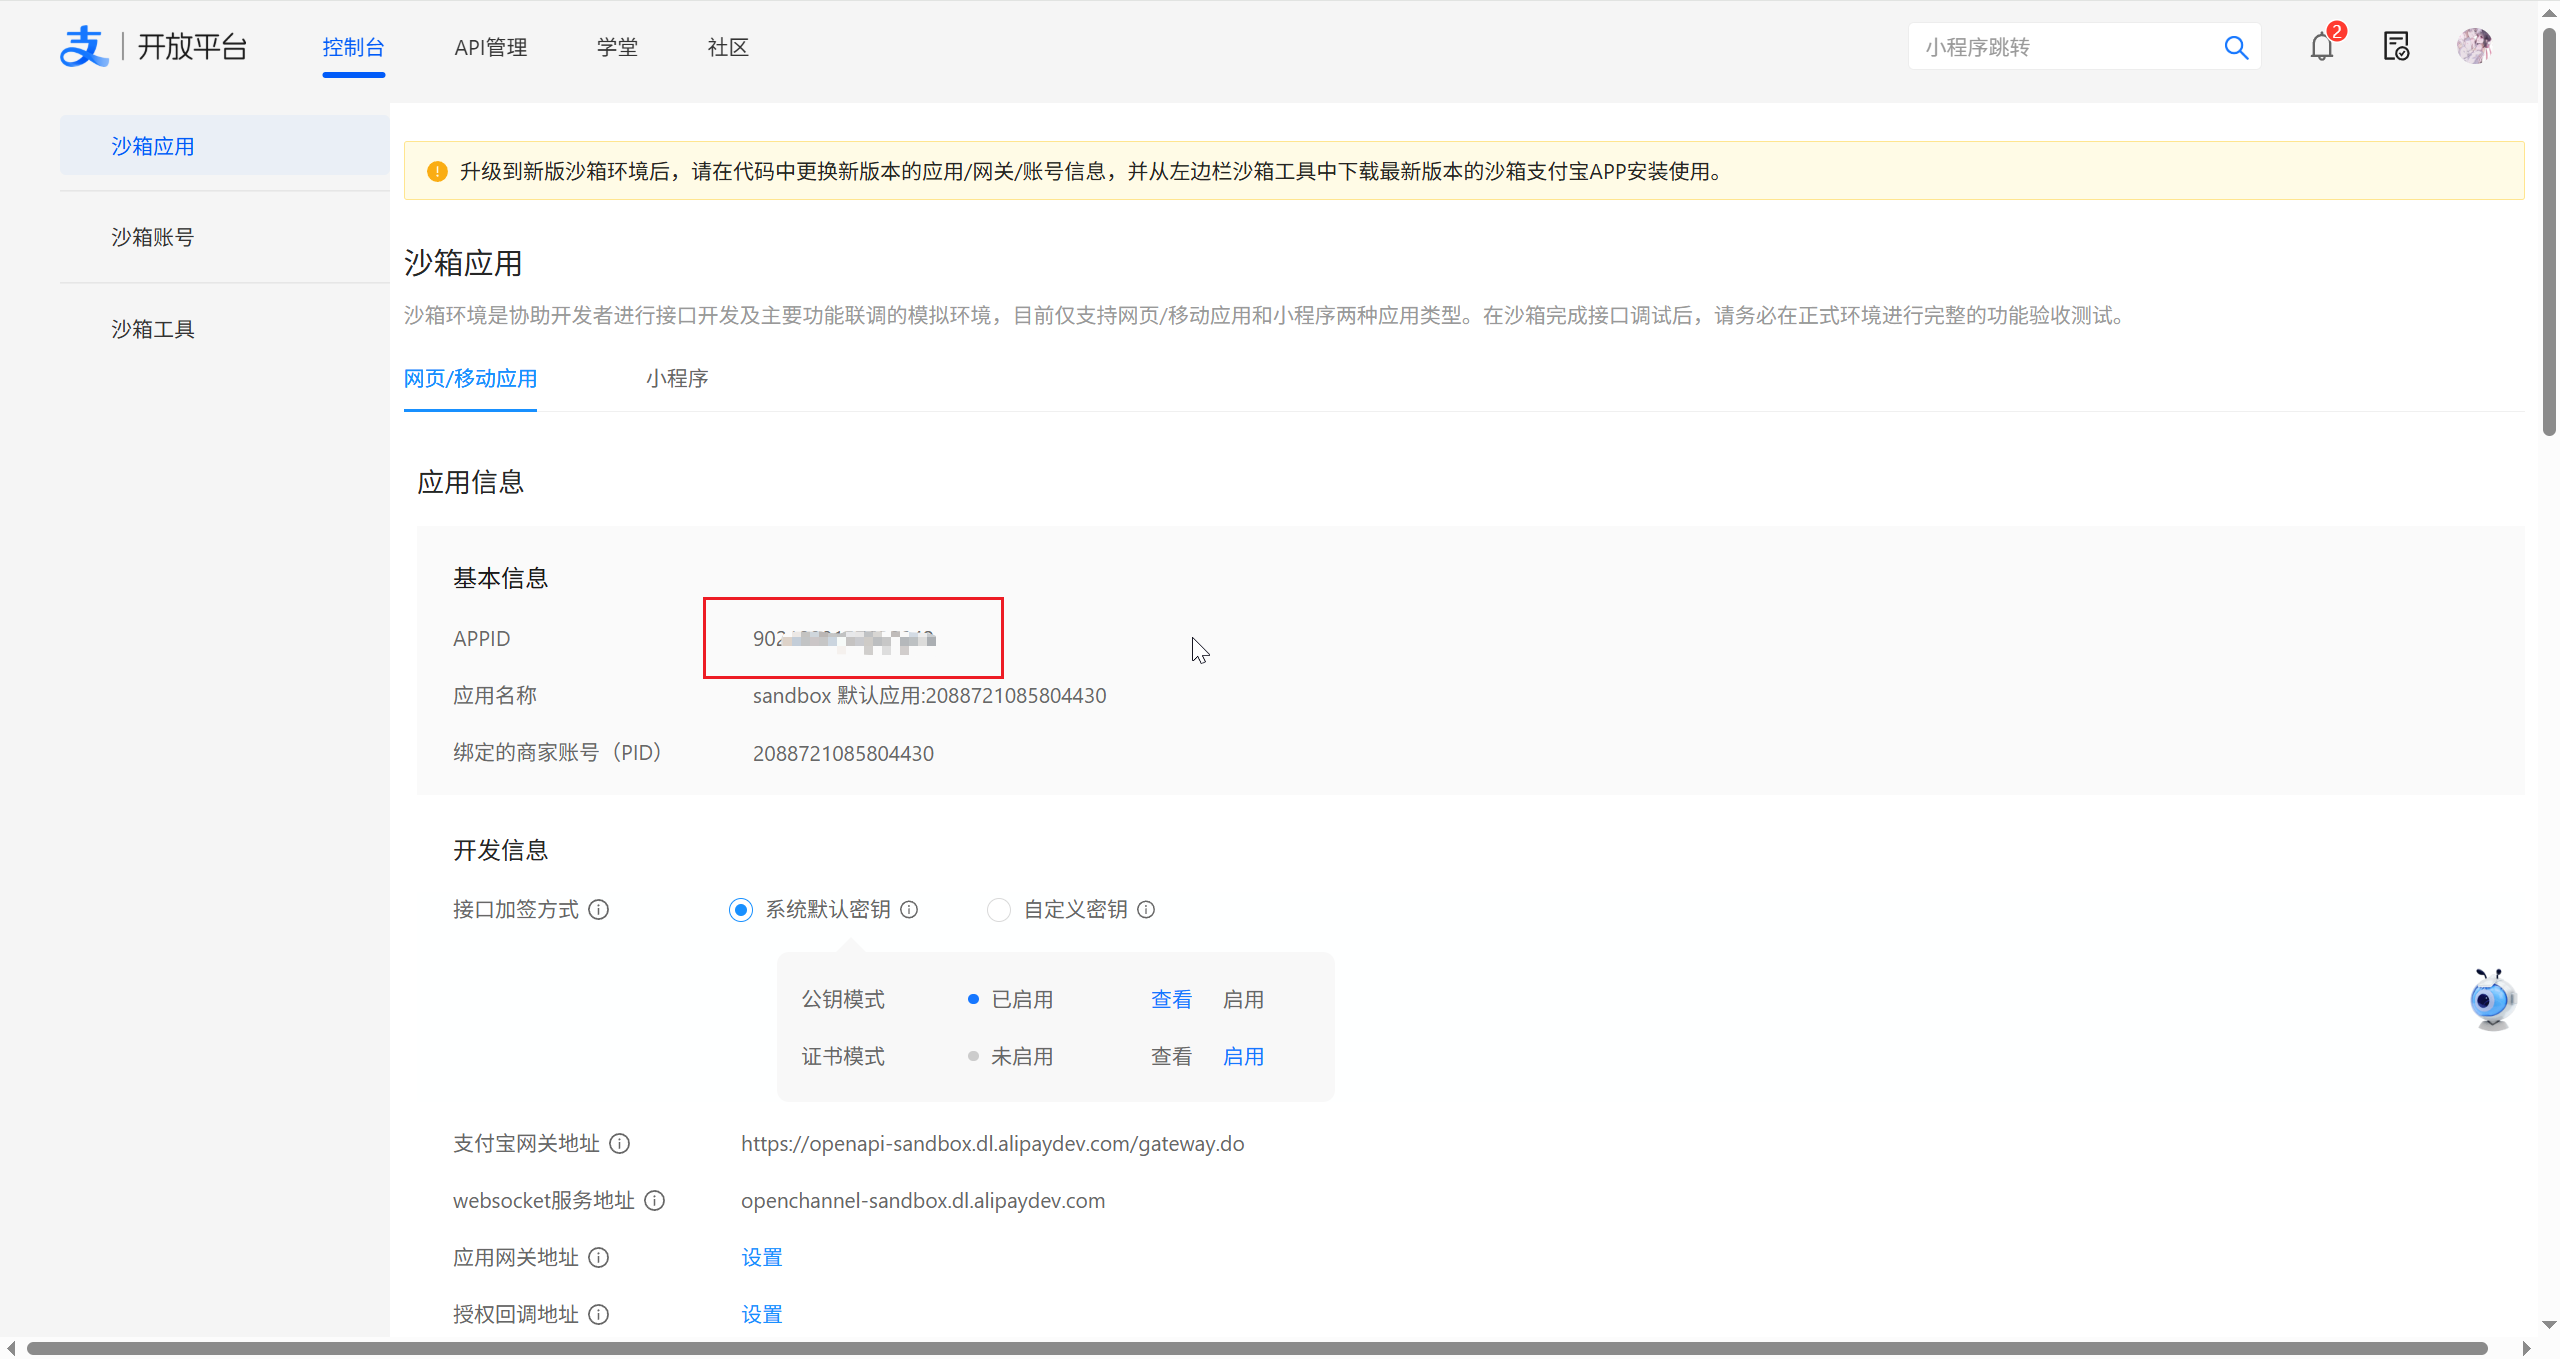 支 开放平台
控制台
API管理
学堂
社区
小程序跳转
2
沙箱应用
沙箱账号
沙箱工具
升级到新版沙箱环境后，请在代码中更换新版本的应用/网关/账号信息，并从左边栏沙箱工具中下载最新版本的沙箱支付宝APP安装使用。
沙箱应用
沙箱环境是协助开发者进行接口开发及主要功能联调的模拟环境，目前仅支持网页/移动应用和小程序两种应用类型。在沙箱完成接口调试后，请务必在正式环境进行完整的功能验收测试。
网页/移动应用 小程序
应用信息
基本信息
APPID
应用名称 sandbox 默认应用:2088721085804430
绑定的商家账号（PID） 2088721085804430
开发信息
接口加签方式 系统默认密钥 自定义密钥
公钥模式 已启用 查看 启用
证书模式 未启用 查看 启用
支付宝网关地址 https://openapi-sandbox.dl.alipaydev.com/gateway.do
websocket服务地址 openchannel-sandbox.dl.alipaydev.com
应用网关地址 设置
授权回调地址 设置